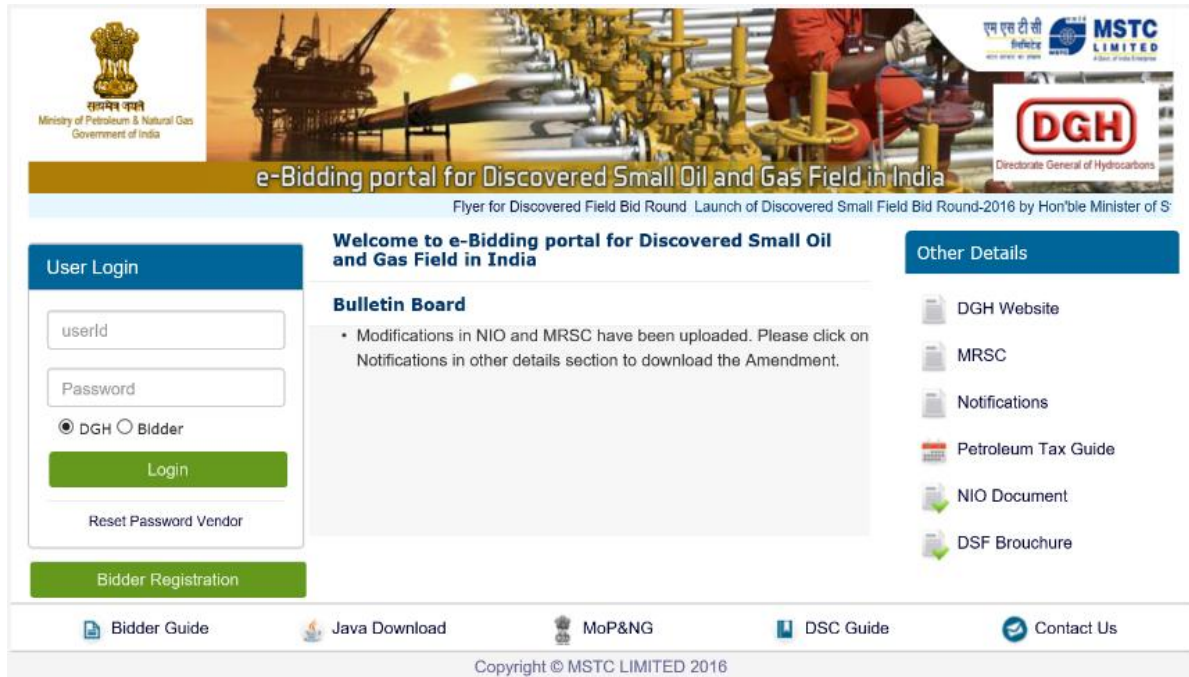 सत्यमेव जयते
Ministry of Petroleum & Natural Gas
Government of India
एम एस टी सी
लिमिटेड
MSTC
LIMITED
A Govt. of India Enterprise
DGH
Directorate General of Hydrocarbons
e-Bidding portal for Discovered Small Oil and Gas Field in India
Flyer for Discovered Field Bid Round Launch of Discovered Small Field Bid Round-2016 by Hon'ble Minister of S
User Login
userId
Password
DGH Bidder
Login
Reset Password Vendor
Bidder Registration
Welcome to e-Bidding portal for Discovered Small Oil
and Gas Field in India
Bulletin Board
• Modifications in NIO and MRSC have been uploaded. Please click on
Notifications in other details section to download the Amendment.
Other Details
DGH Website
MRSC
Notifications
Petroleum Tax Guide
NIO Document
DSF Brouchure
Bidder Guide
Java Download
MoP&NG
DSC Guide
Contact Us
Copyright © MSTC LIMITED 2016